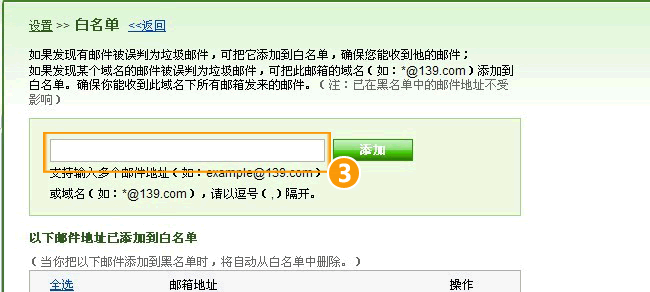 设置 >> 白名单 <<返回
如果发现有邮件被误判为垃圾邮件，可把它添加到白名单，确保您能收到他的邮件；
如果发现某个域名的邮件被误判为垃圾邮件，可把此邮箱的域名（如：*@139.com）添加到
白名单。确保你能收到此域名下所有邮箱发来的邮件。（注：已在黑名单中的邮件地址不受
影响）
添加
3
支持输入多个邮件地址（如：example@139.com）
或域名（如：*@139.com），请以逗号（,）隔开。
以下邮件地址已添加到白名单
（当你把以下邮件添加到黑名单时，将自动从白名单中删除。）
全选 邮箱地址 操作